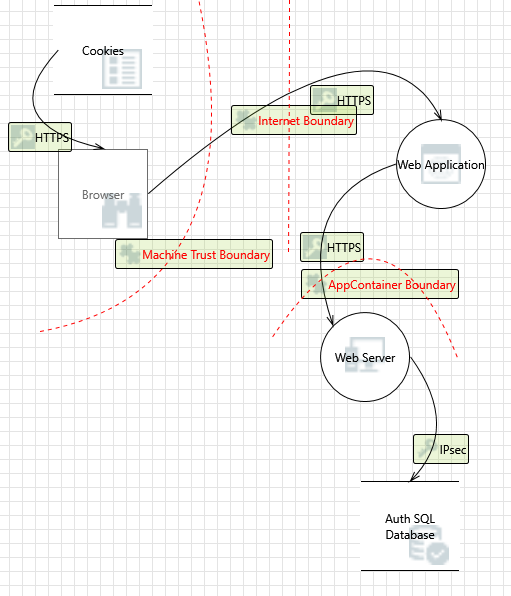 Cookies
HTTPS
Internet Boundary
HTTPS
Web Application
Browser
Machine Trust Boundary
HTTPS
AppContainer Boundary
Web Server
IPsec
Auth SQL
Database